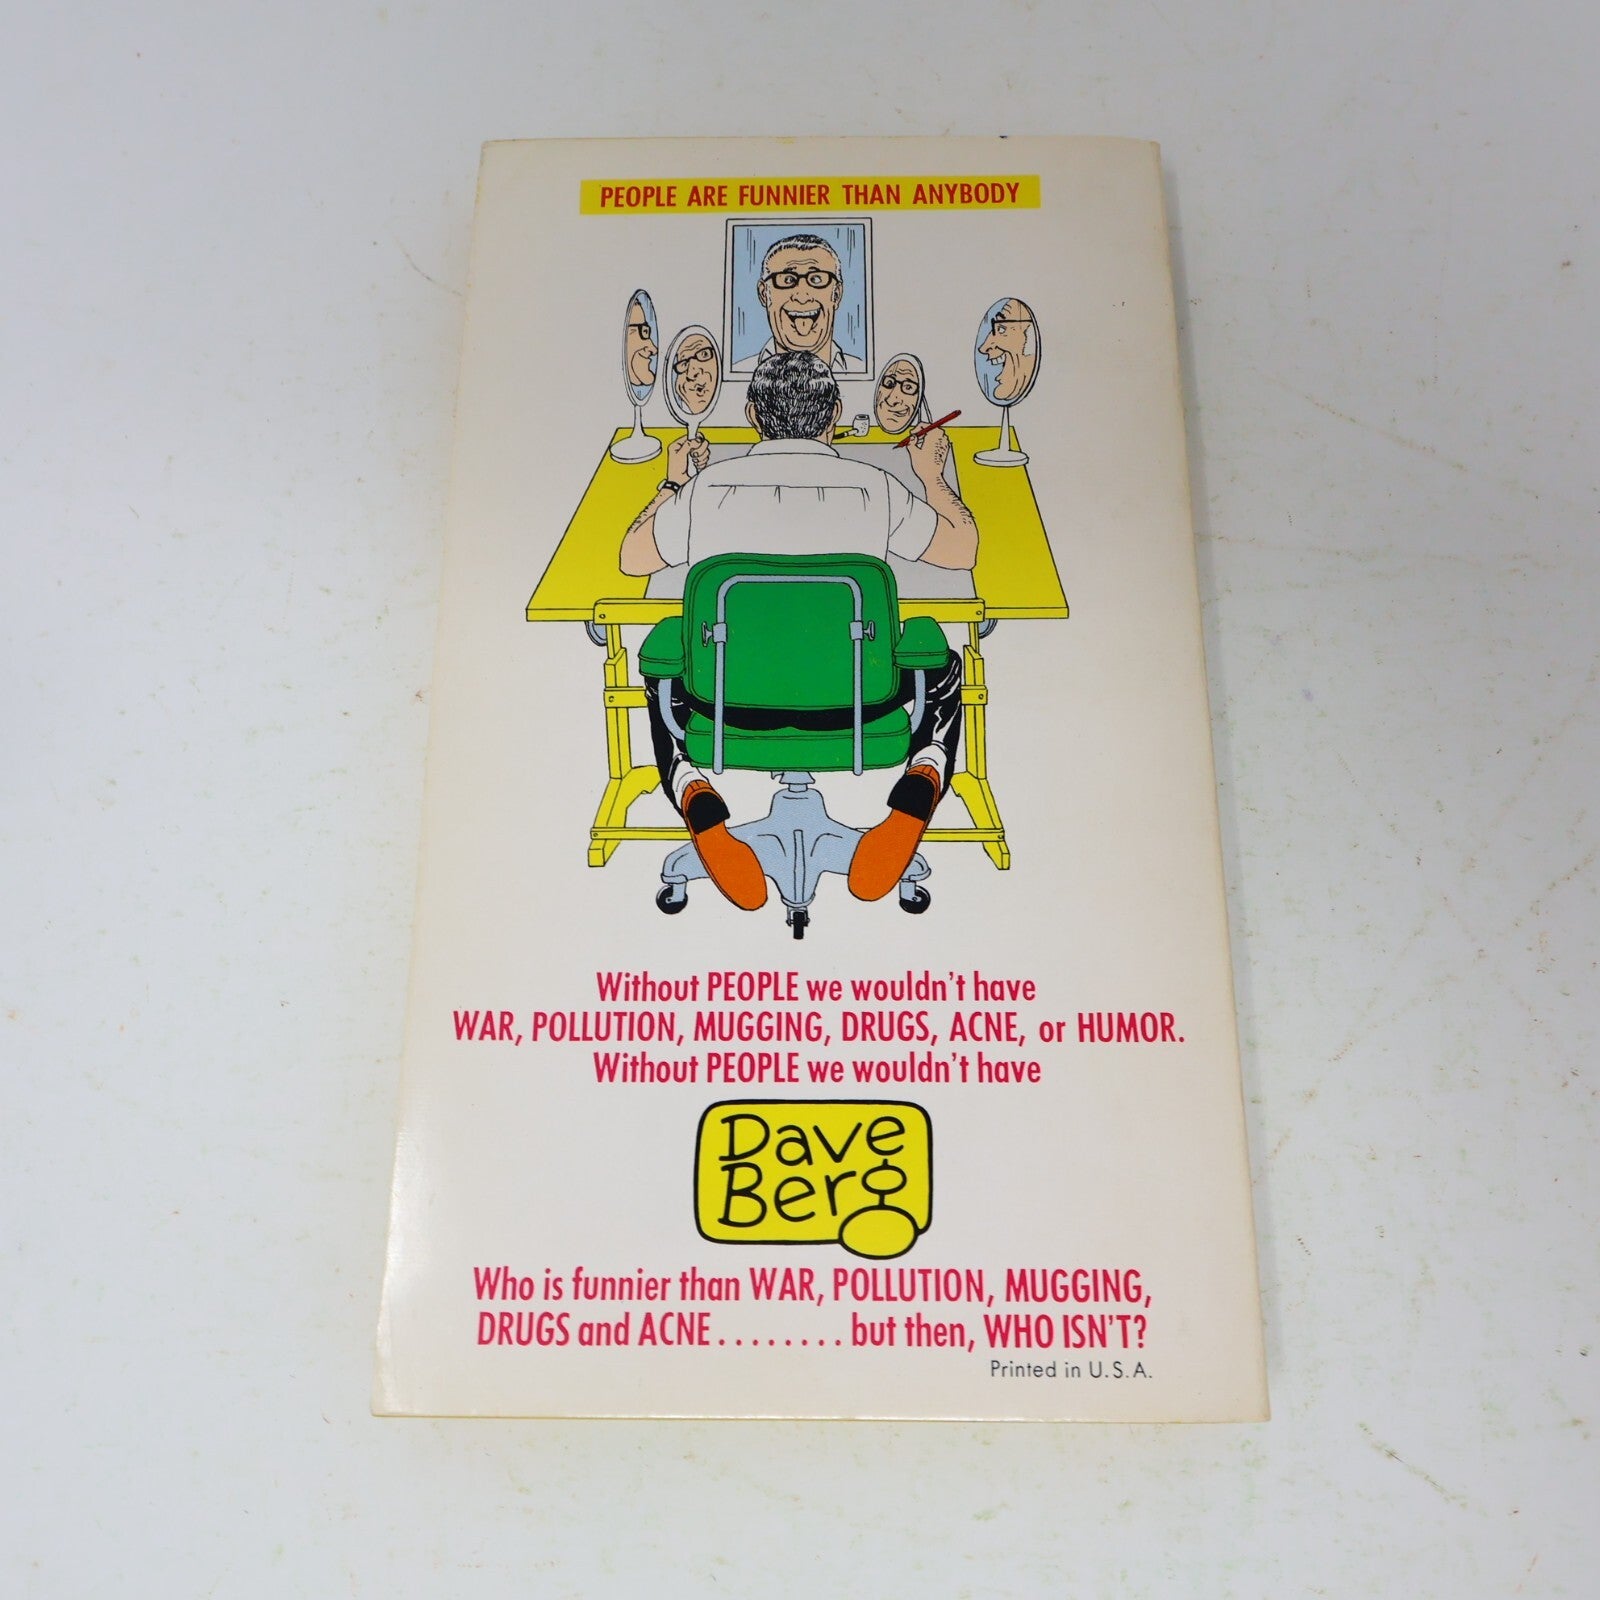 PEOPLE ARE FUNNIER THAN ANYBODY
Without PEOPLE we wouldn't have
WAR, POLLUTION, MUGGING, DRUGS, ACNE, or HUMOR.
Without PEOPLE we wouldn't have
Dave
Berg
Who is funnier than WAR, POLLUTION, MUGGING,
DRUGS and ACNE........but then, WHO ISN'T?
Printed in U.S.A.